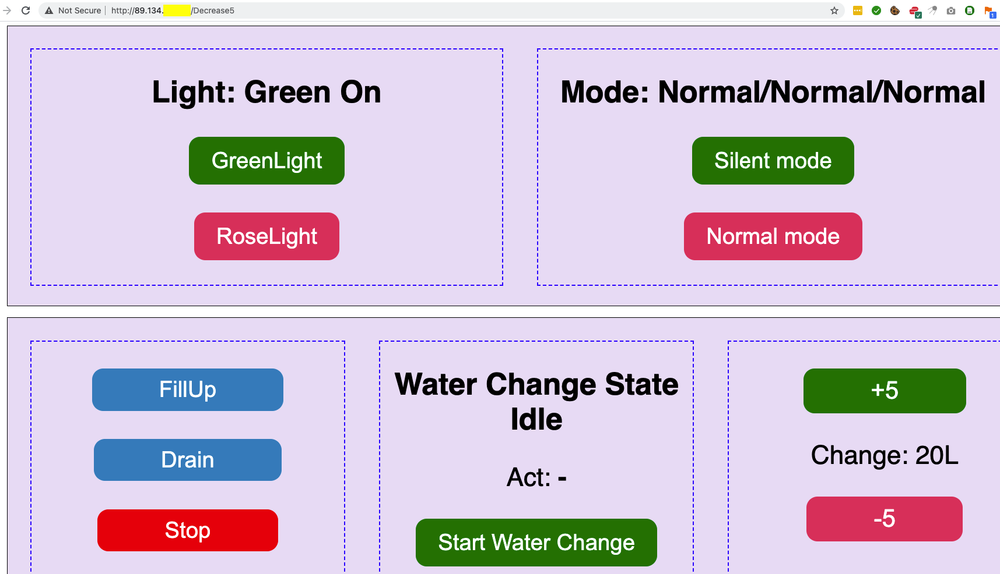 Not Secure | http://89.134. /Decrease5
1
Light: Green On
GreenLight
RoseLight
Mode: Normal/Normal/Normal
Silent mode
Normal mode
FillUp
Drain
Stop
Water Change State
Idle
Act: -
Start Water Change
+5
Change: 20L
-5